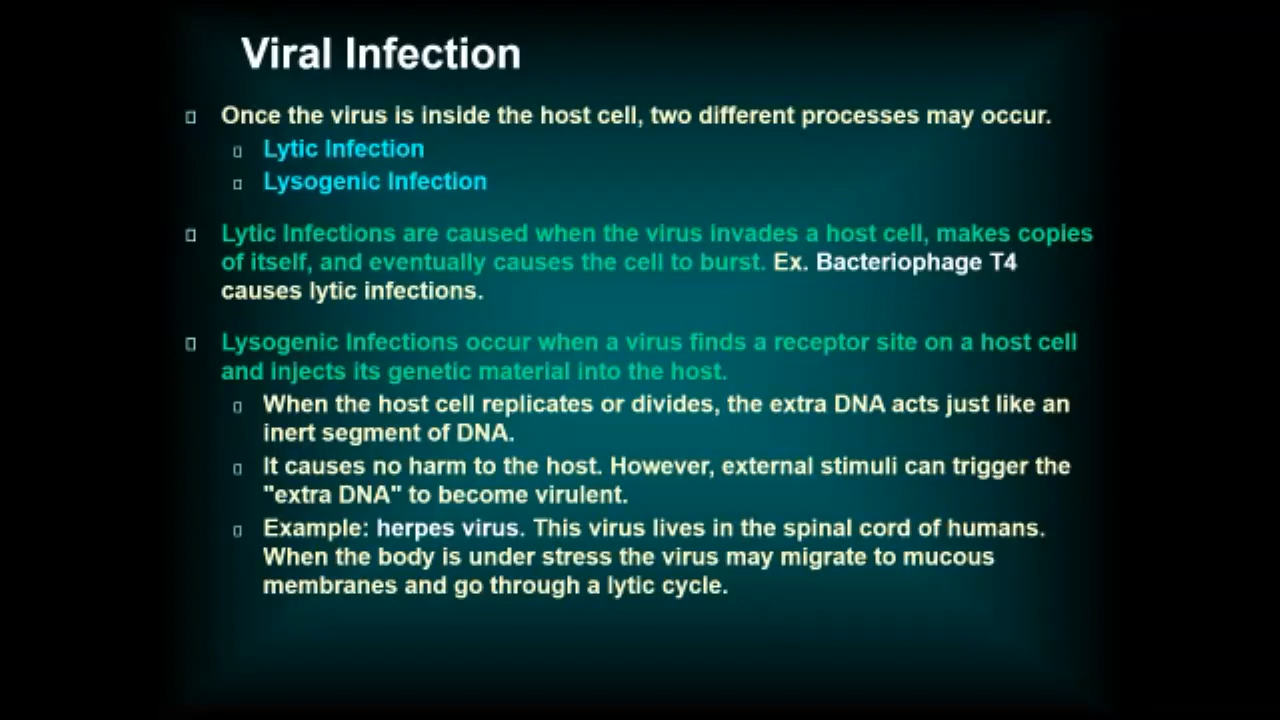 Viral Infection
Once the virus is inside the host cell, two different processes may occur.
Lytic Infection
Lysogenic Infection
Lytic Infections are caused when the virus invades a host cell, makes copies
of itself, and eventually causes the cell to burst. Ex. Bacteriophage T4
causes lytic infections.
Lysogenic Infections occur when a virus finds a receptor site on a host cell
and injects its genetic material into the host.
When the host cell replicates or divides, the extra DNA acts just like an
inert segment of DNA.
It causes no harm to the host. However, external stimuli can trigger the
"extra DNA" to become virulent.
Example: herpes virus. This virus lives in the spinal cord of humans.
When the body is under stress the virus may migrate to mucous
membranes and go through a lytic cycle.